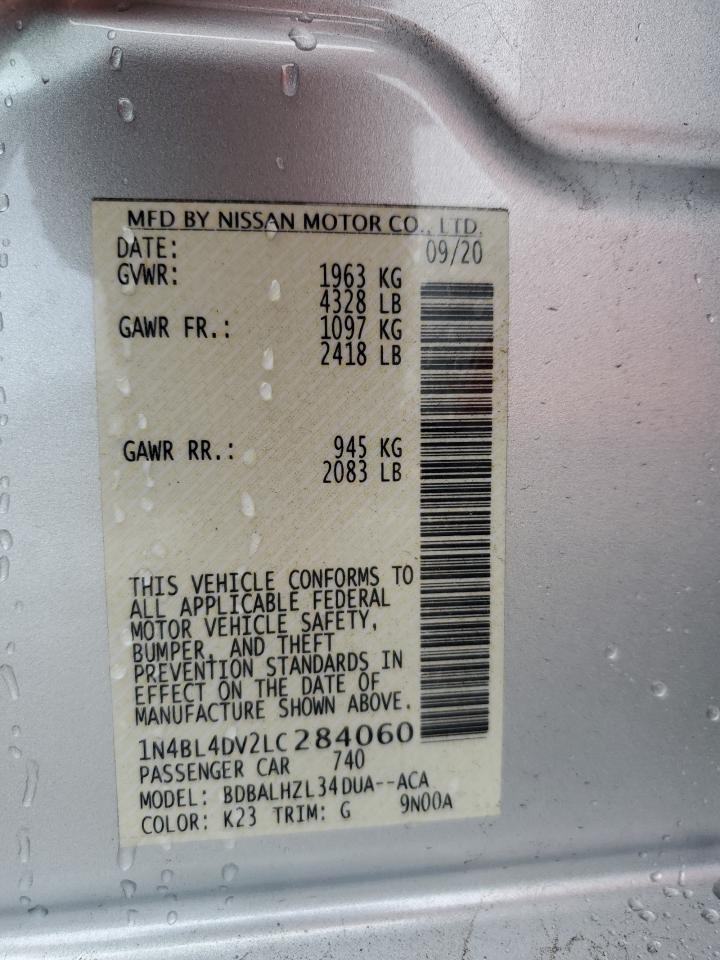 MFD BY NISSAN MOTOR CO., LTD.
DATE: 09/20
GVWR: 1963 KG
4328 LB
GAWR FR.: 1097 KG
2418 LB
GAWR RR.: 945 KG
2083 LB
THIS VEHICLE CONFORMS TO
ALL APPLICABLE FEDERAL
MOTOR VEHICLE SAFETY,
BUMPER, AND THEFT
PREVENTION STANDARDS IN
EFFECT ON THE DATE OF
MANUFACTURE SHOWN ABOVE.
1N4BL4DV2LC284060
PASSENGER CAR 740
MODEL: BDBALHZL34DUA--ACA
COLOR: K23 TRIM: G 9N00A